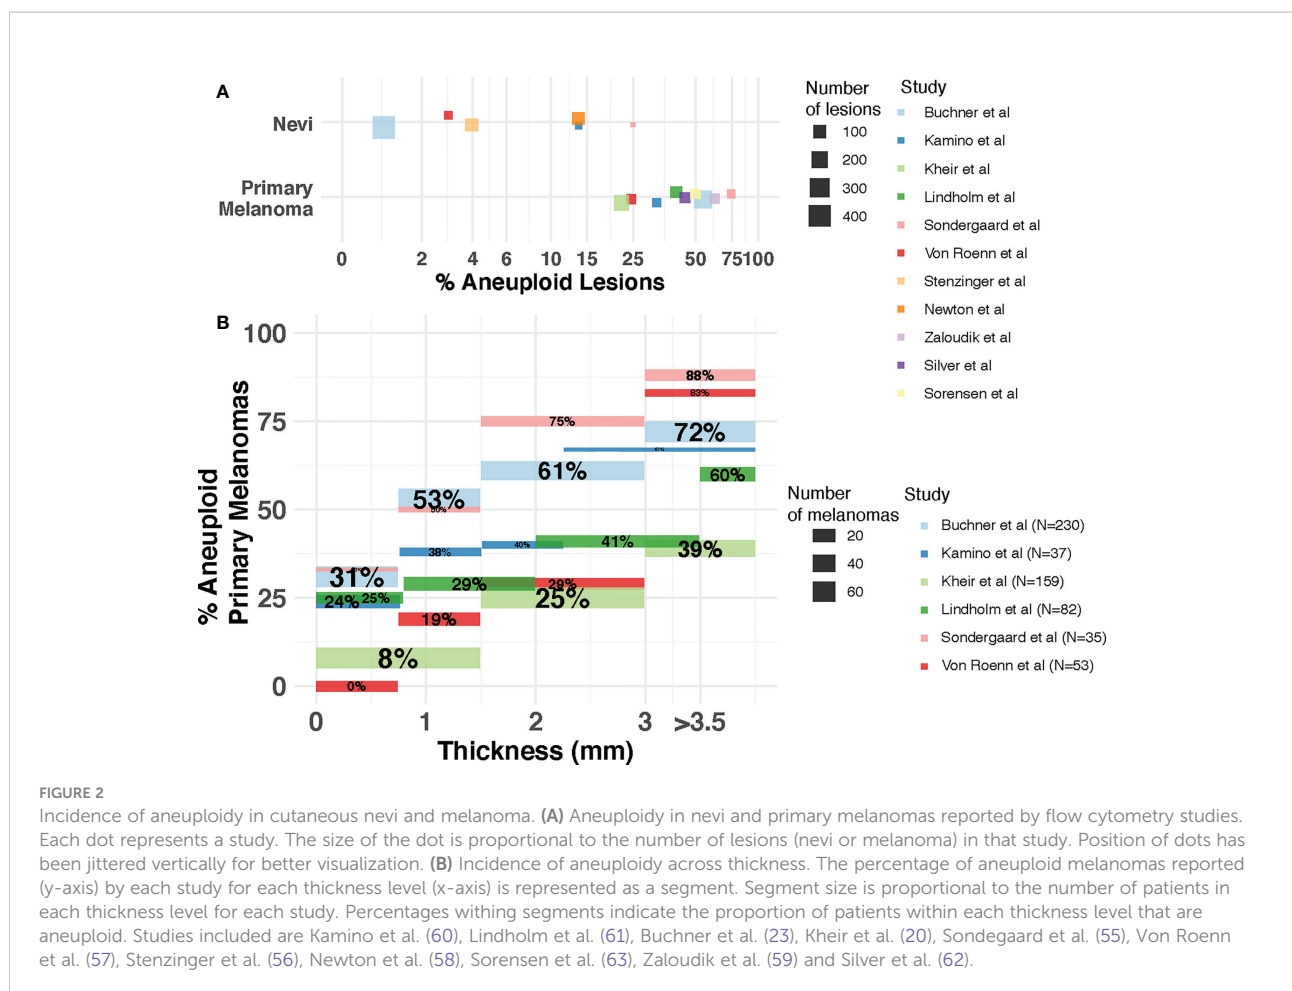 A
Nevi
Primary
Melanoma
0 2 4 6 10 15 25 50 75 100
% Aneuploid Lesions
Number
of lesions
100
200
300
400
Study
Buchner et al
Kamino et al
Kheir et al
Lindholm et al
Sondergaard et al
Von Roenn et al
Stenzinger et al
Newton et al
Zaloudik et al
Silver et al
Sorensen et al
B
% Aneuploid
Primary Melanomas
100
75
50
25
0
88%
83%
72%
75%
61%
60%
53%
50%
41%
40%
39%
38%
31%
29%
29%
25%
24%
25%
19%
8%
0%
0 1 2 3 >3.5
Thickness (mm)
Number
of melanomas
20
40
60
Study
Buchner et al (N=230)
Kamino et al (N=37)
Kheir et al (N=159)
Lindholm et al (N=82)
Sondergaard et al (N=35)
Von Roenn et al (N=53)
FIGURE 2
Incidence of aneuploidy in cutaneous nevi and melanoma. (A) Aneuploidy in nevi and primary melanomas reported by flow cytometry studies.
Each dot represents a study. The size of the dot is proportional to the number of lesions (nevi or melanoma) in that study. Position of dots has
been jittered vertically for better visualization. (B) Incidence of aneuploidy across thickness. The percentage of aneuploid melanomas reported
(y-axis) by each study for each thickness level (x-axis) is represented as a segment. Segment size is proportional to the number of patients in
each thickness level for each study. Percentages withing segments indicate the proportion of patients within each thickness level that are
aneuploid. Studies included are Kamino et al. (60), Lindholm et al. (61), Buchner et al. (23), Kheir et al. (20), Sondegaard et al. (55), Von Roenn
et al. (57), Stenzinger et al. (56), Newton et al. (58), Sorensen et al. (63), Zaloudik et al. (59) and Silver et al. (62).